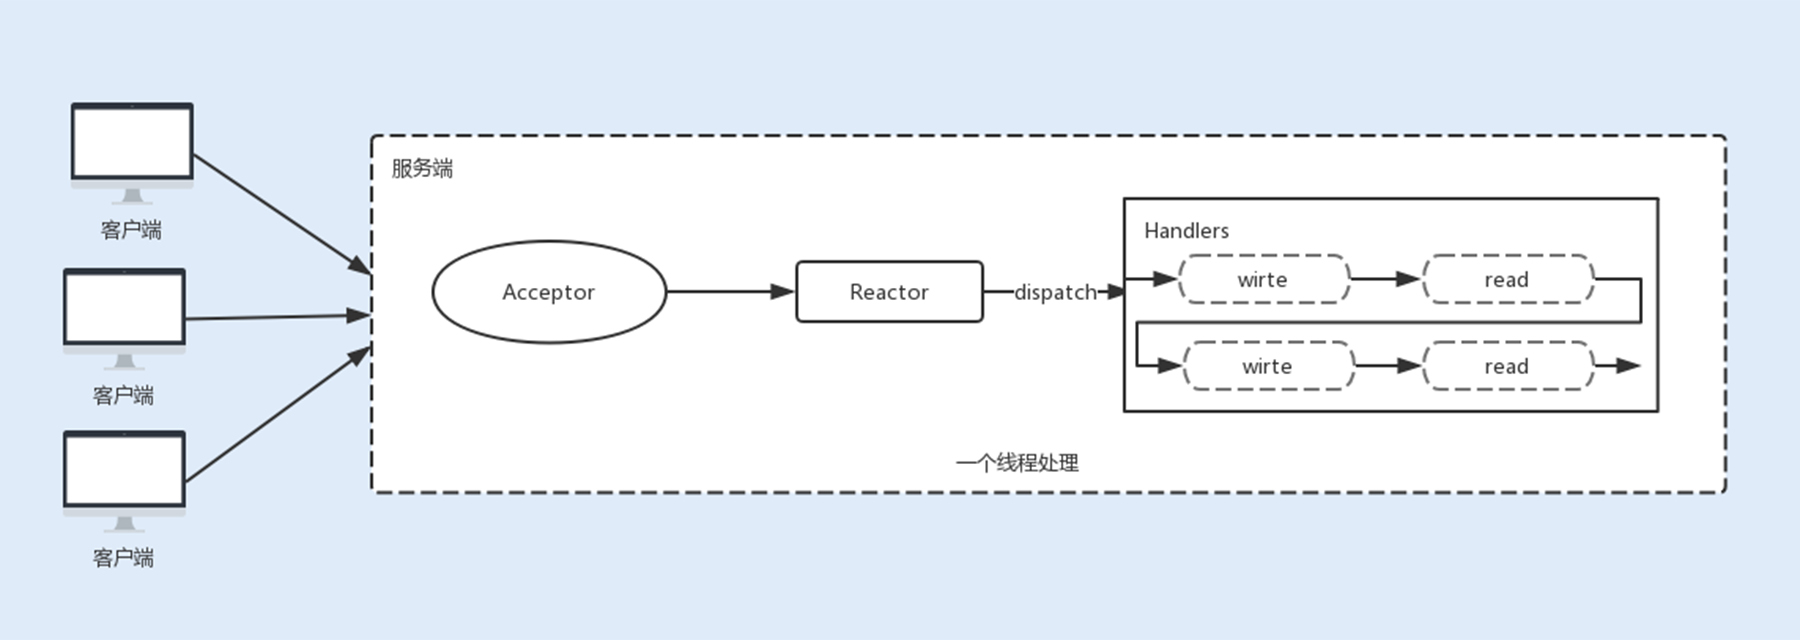 服务端
客户端
Handlers
wirte
read
Acceptor
Reactor
dispatch
wirte
read
客户端
一个线程处理
客户端